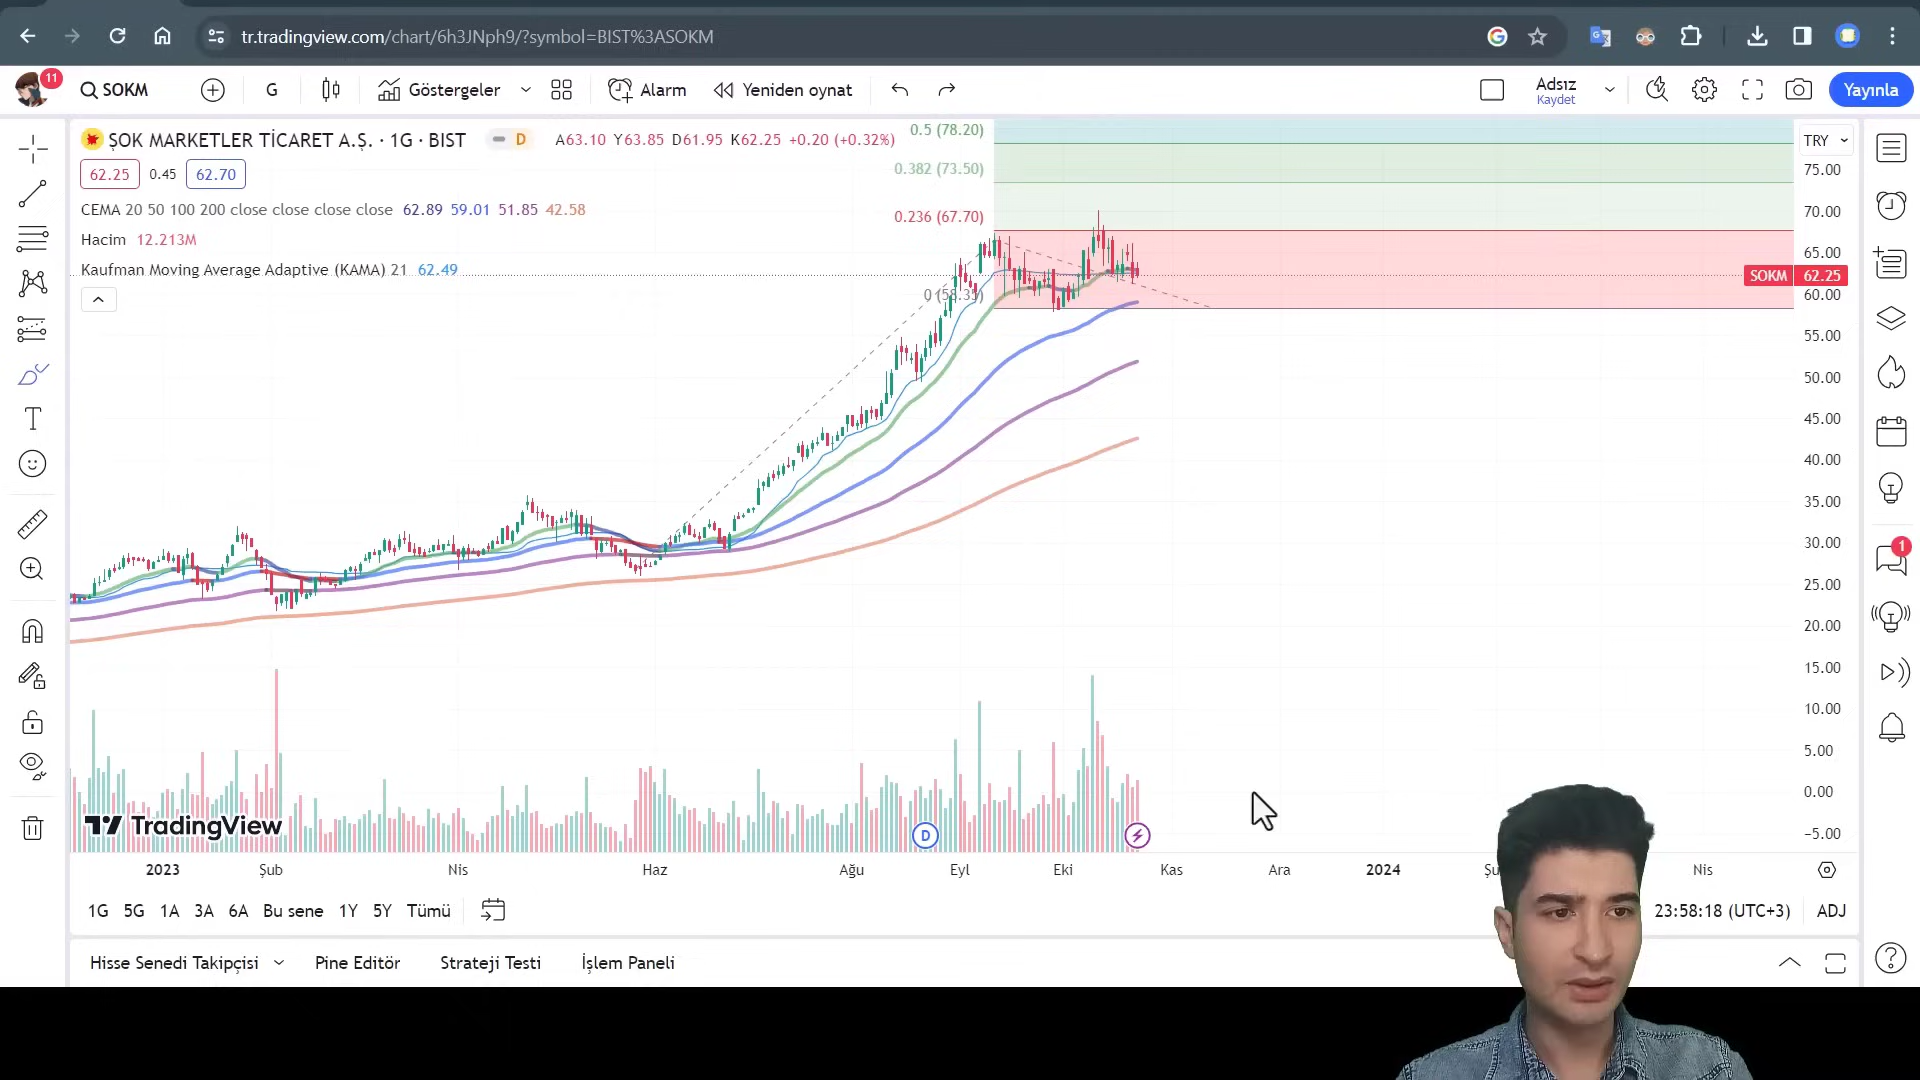 tr.tradingview.com/chart/6h3JNph9/?symbol=BIST%3ASOKM
11
SOKM
G
Göstergeler
Alarm
Yeniden oynat
Adsız
Kaydet
Yayınla
ŞOK MARKETLER TİCARET A.Ş. · 1G · BIST
D
A63.10 Y63.85 D61.95 K62.25 +0.20 (+0.32%)
62.25 0.45 62.70
CEMA 20 50 100 200 close close close close 62.89 59.01 51.85 42.58
Hacim 12.213M
Kaufman Moving Average Adaptive (KAMA) 21 62.49
0.5 (78.20)
0.382 (73.50)
0.236 (67.70)
0 (58.35)
TRY
75.00
70.00
65.00
SOKM 62.25
60.00
55.00
50.00
45.00
40.00
35.00
30.00
25.00
20.00
15.00
10.00
5.00
0.00
−5.00
1
TradingView
D
2023 Şub Nis Haz Ağu Eyl Eki Kas Ara 2024 Nis
1G 5G 1A 3A 6A Bu sene 1Y 5Y Tümü
23:58:18 (UTC+3) ADJ
Hisse Senedi Takipçisi Pine Editör Strateji Testi İşlem Paneli